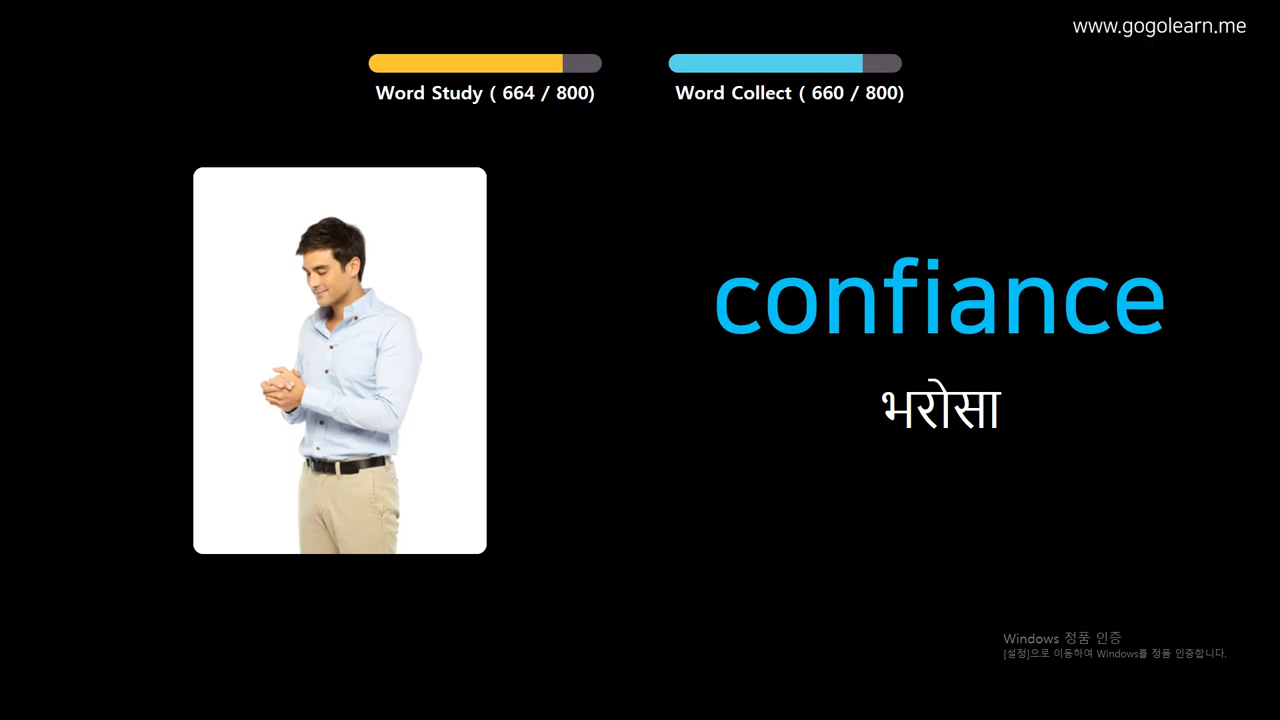 www.gogolearn.me
Word Study ( 664 / 800)
Word Collect ( 660 / 800)
confiance
भरोसा
Windows 정품 인증
[설정]으로 이동하여 Windows를 정품 인증합니다.